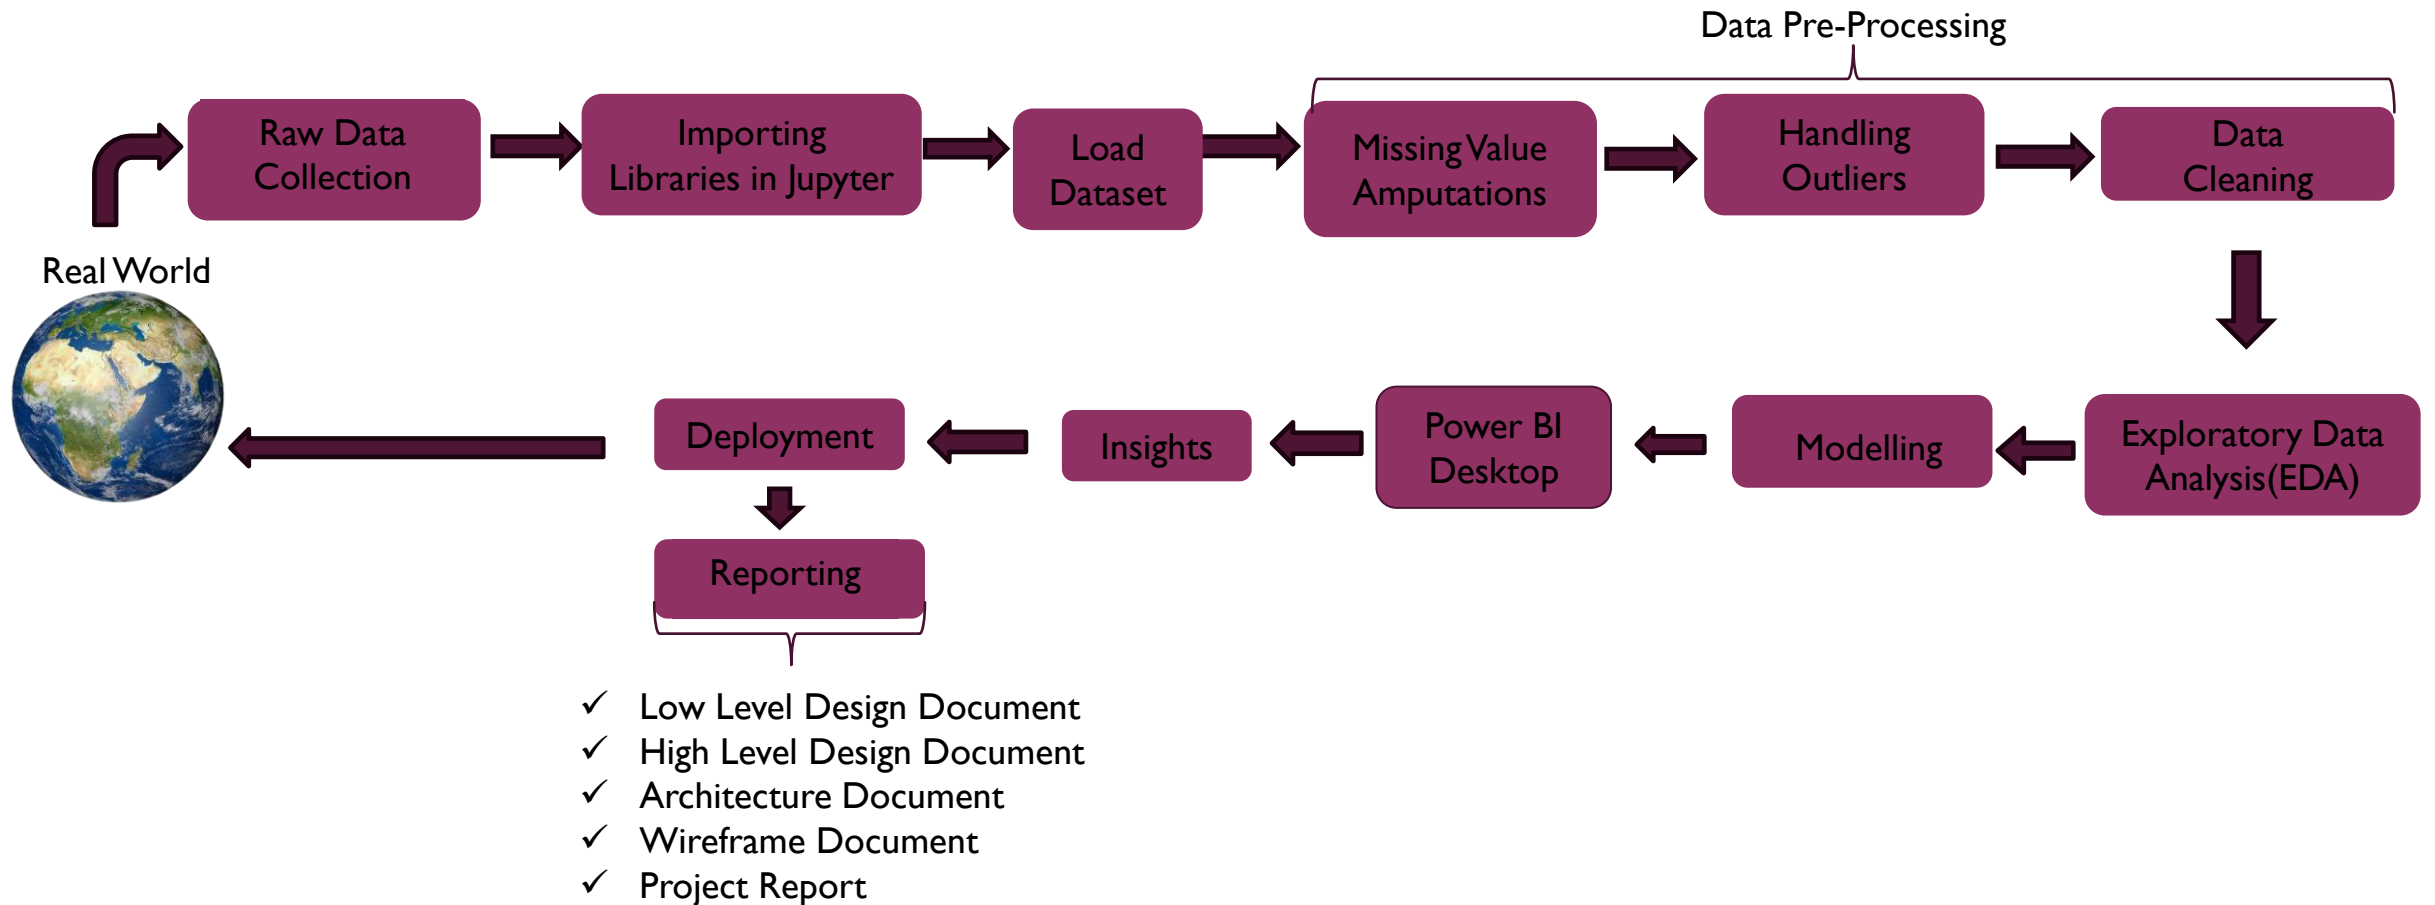 Data Pre-Processing
Raw Data
Collection
Importing
Libraries in Jupyter
Load
Dataset
Missing Value
Amputations
Handling
Outliers
Data
Cleaning
Real World
Deployment
Insights
Power BI
Desktop
Modelling
Exploratory Data
Analysis(EDA)
Reporting
✓ Low Level Design Document
✓ High Level Design Document
✓ Architecture Document
✓ Wireframe Document
✓ Project Report